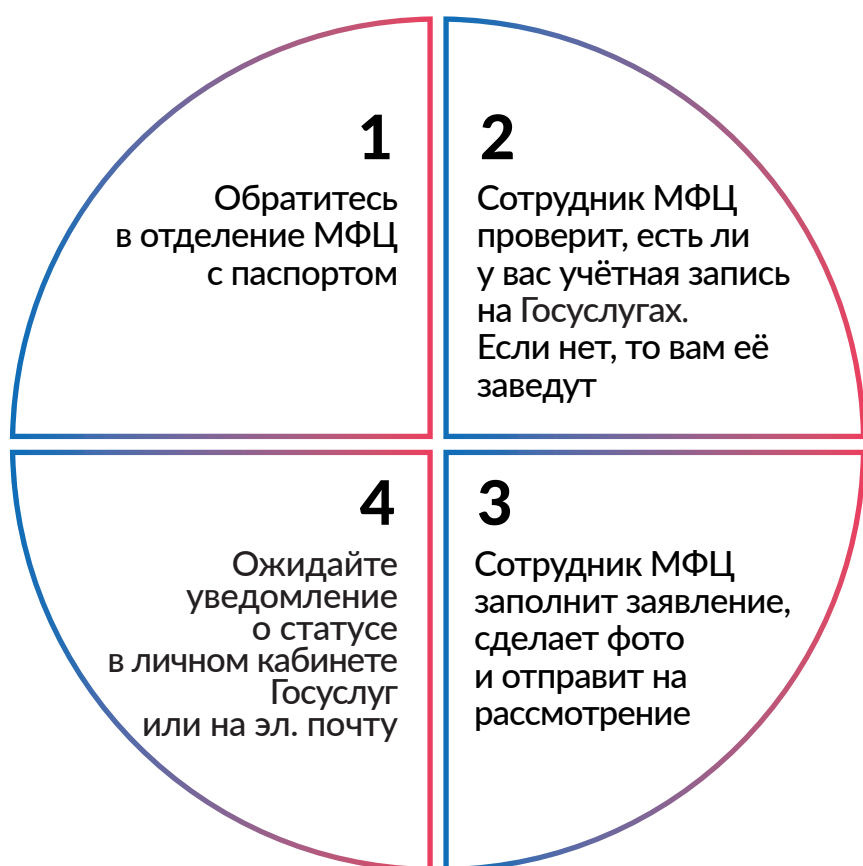 1
Обратитесь
в отделение МФЦ
с паспортом
2
Сотрудник МФЦ
проверит, есть ли
у вас учётная запись
на Госуслугах.
Если нет, то вам её
заведут
3
Сотрудник МФЦ
заполнит заявление,
сделает фото
и отправит на
рассмотрение
4
Ожидайте
уведомление
о статусе
в личном кабинете
Госуслуг
или на эл. почту